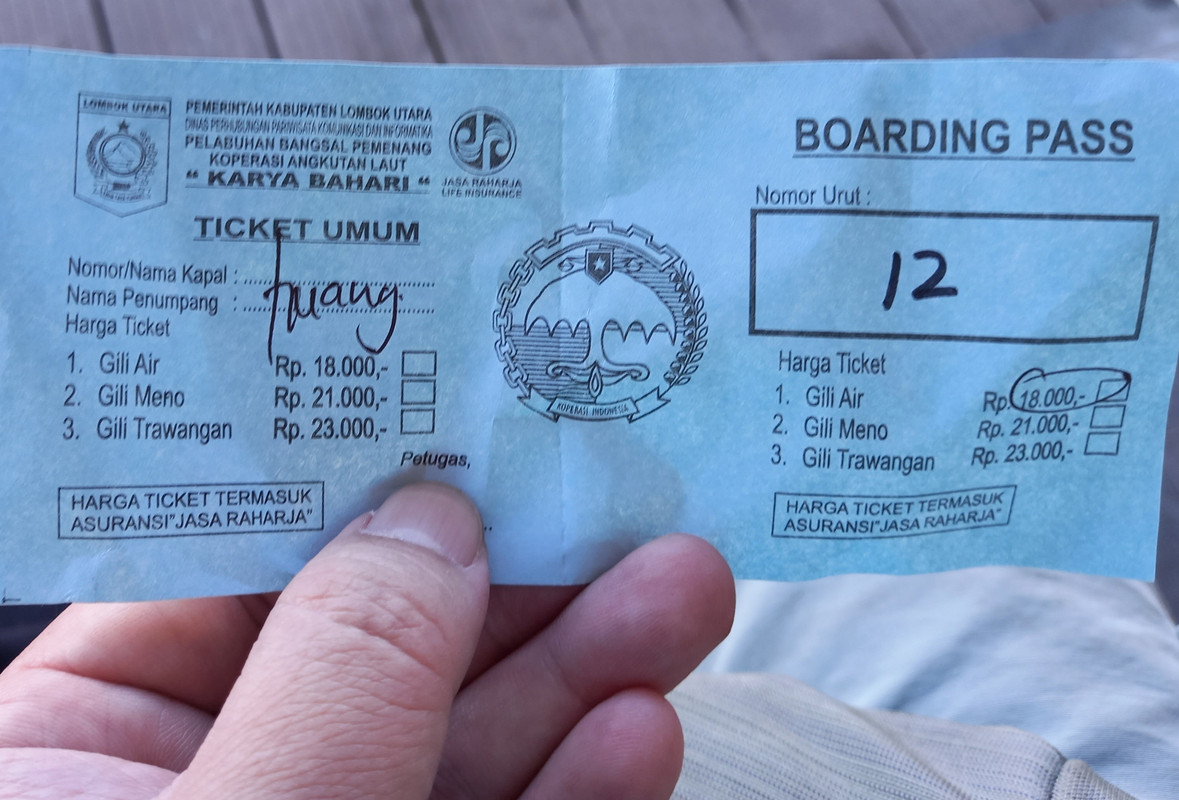 LOMBOK UTARA
PEMERINTAH KABUPATEN LOMBOK UTARA
DINAS PERHUBUNGAN PARIWISATA KOMUNIKASI DAN INFORMATIKA
PELABUHAN BANGSAL PEMENANG
KOPERASI ANGKUTAN LAUT
“ KARYA BAHARI “
JASA RAHARJA
LIFE INSURANCE
TICKET UMUM
Nomor/Nama Kapal :
Nama Penumpang : huang
Harga Ticket
1. Gili Air Rp. 18.000,-
2. Gili Meno Rp. 21.000,-
3. Gili Trawangan Rp. 23.000,-
Petugas,
HARGA TICKET TERMASUK
ASURANSI"JASA RAHARJA"
KOPERASI INDONESIA
BOARDING PASS
Nomor Urut :
12
Harga Ticket
1. Gili Air Rp. 18.000,-
2. Gili Meno Rp. 21.000,-
3. Gili Trawangan Rp. 23.000,-
HARGA TICKET TERMASUK
ASURANSI"JASA RAHARJA"